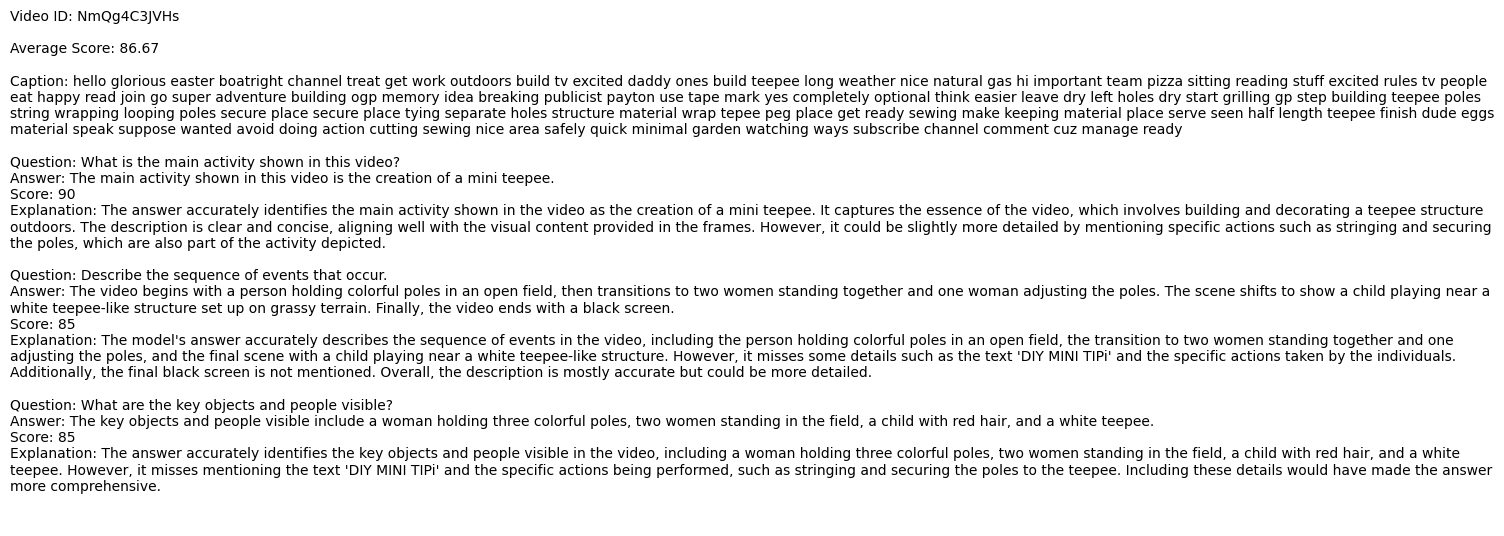 Video ID: NmQg4C3JVHs
Average Score: 86.67
Caption: hello glorious easter boatright channel treat get work outdoors build tv excited daddy ones build teepee long weather nice natural gas hi important team pizza sitting reading stuff excited rules tv people
eat happy read join go super adventure building ogp memory idea breaking publicist payton use tape mark yes completely optional think easier leave dry left holes dry start grilling gp step building teepee poles
string wrapping looping poles secure place secure place tying separate holes structure material wrap tepee peg place get ready sewing make keeping material place serve seen half length teepee finish dude eggs
material speak suppose wanted avoid doing action cutting sewing nice area safely quick minimal garden watching ways subscribe channel comment cuz manage ready
Question: What is the main activity shown in this video?
Answer: The main activity shown in this video is the creation of a mini teepee.
Score: 90
Explanation: The answer accurately identifies the main activity shown in the video as the creation of a mini teepee. It captures the essence of the video, which involves building and decorating a teepee structure
outdoors. The description is clear and concise, aligning well with the visual content provided in the frames. However, it could be slightly more detailed by mentioning specific actions such as stringing and securing
the poles, which are also part of the activity depicted.
Question: Describe the sequence of events that occur.
Answer: The video begins with a person holding colorful poles in an open field, then transitions to two women standing together and one woman adjusting the poles. The scene shifts to show a child playing near a
white teepee-like structure set up on grassy terrain. Finally, the video ends with a black screen.
Score: 85
Explanation: The model's answer accurately describes the sequence of events in the video, including the person holding colorful poles in an open field, the transition to two women standing together and one
adjusting the poles, and the final scene with a child playing near a white teepee-like structure. However, it misses some details such as the text 'DIY MINI TIPi' and the specific actions taken by the individuals.
Additionally, the final black screen is not mentioned. Overall, the description is mostly accurate but could be more detailed.
Question: What are the key objects and people visible?
Answer: The key objects and people visible include a woman holding three colorful poles, two women standing in the field, a child with red hair, and a white teepee.
Score: 85
Explanation: The answer accurately identifies the key objects and people visible in the video, including a woman holding three colorful poles, two women standing in the field, a child with red hair, and a white
teepee. However, it misses mentioning the text 'DIY MINI TIPi' and the specific actions being performed, such as stringing and securing the poles to the teepee. Including these details would have made the answer
more comprehensive.